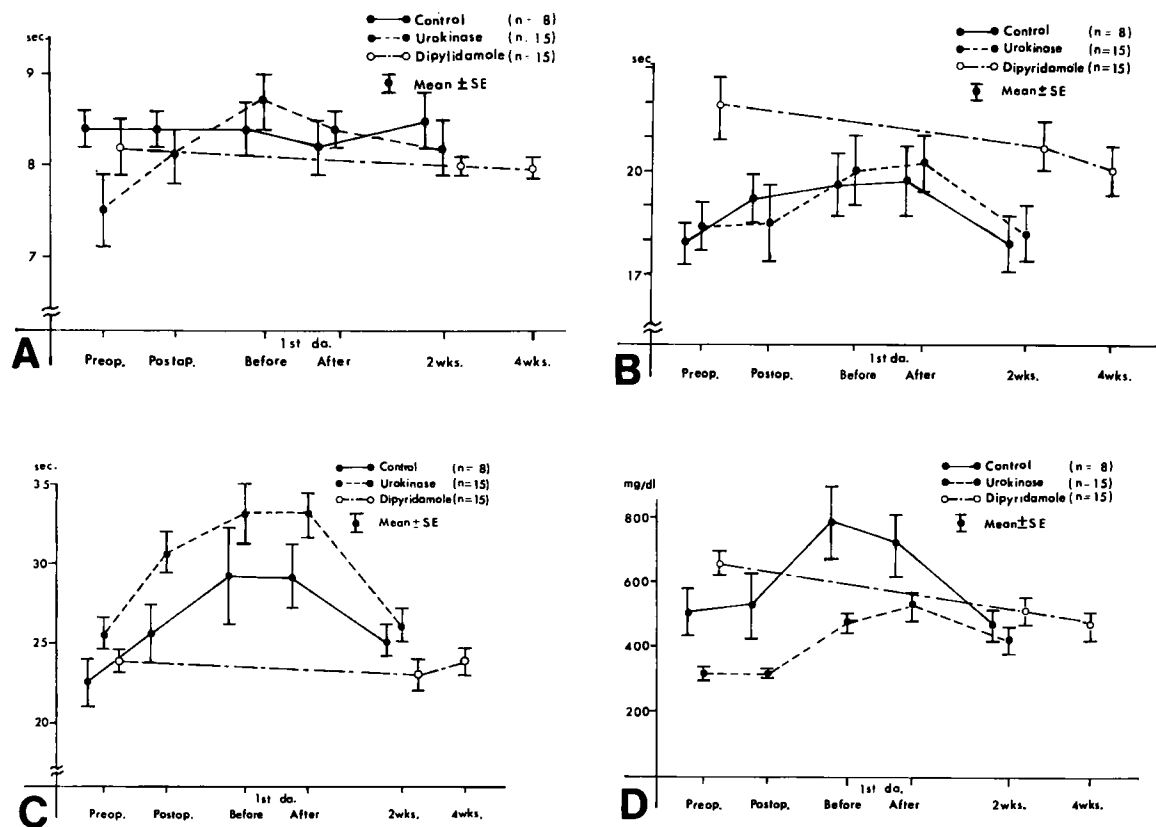 Control (n- 8)
Urokinase (n. 15)
Dipylidamole (n- 15)
Mean ±SE
sec.
9
8
7
1st da.
Preop. Postop. Before After 2wks. 4wks.
A
Control (n= 8)
Urokinase (n=15)
Dipyridamole (n=15)
Mean±SE
sec
20
17
1st da.
Preop. Postop. Before After 2wks. 4wks.
B
Control (n= 8)
Urokinase (n=15)
Dipyridamole (n=15)
Mean±SE
sec.
35
30
25
20
1st da.
Preop. Postop. Before After 2wks. 4wks.
C
Control (n= 8)
Urokinase (n-15)
Dipyridamole (n=15)
Mean±SE
mg/dl
800
600
400
200
1st da.
Preop. Postop. Before After 2wks. 4wks.
D